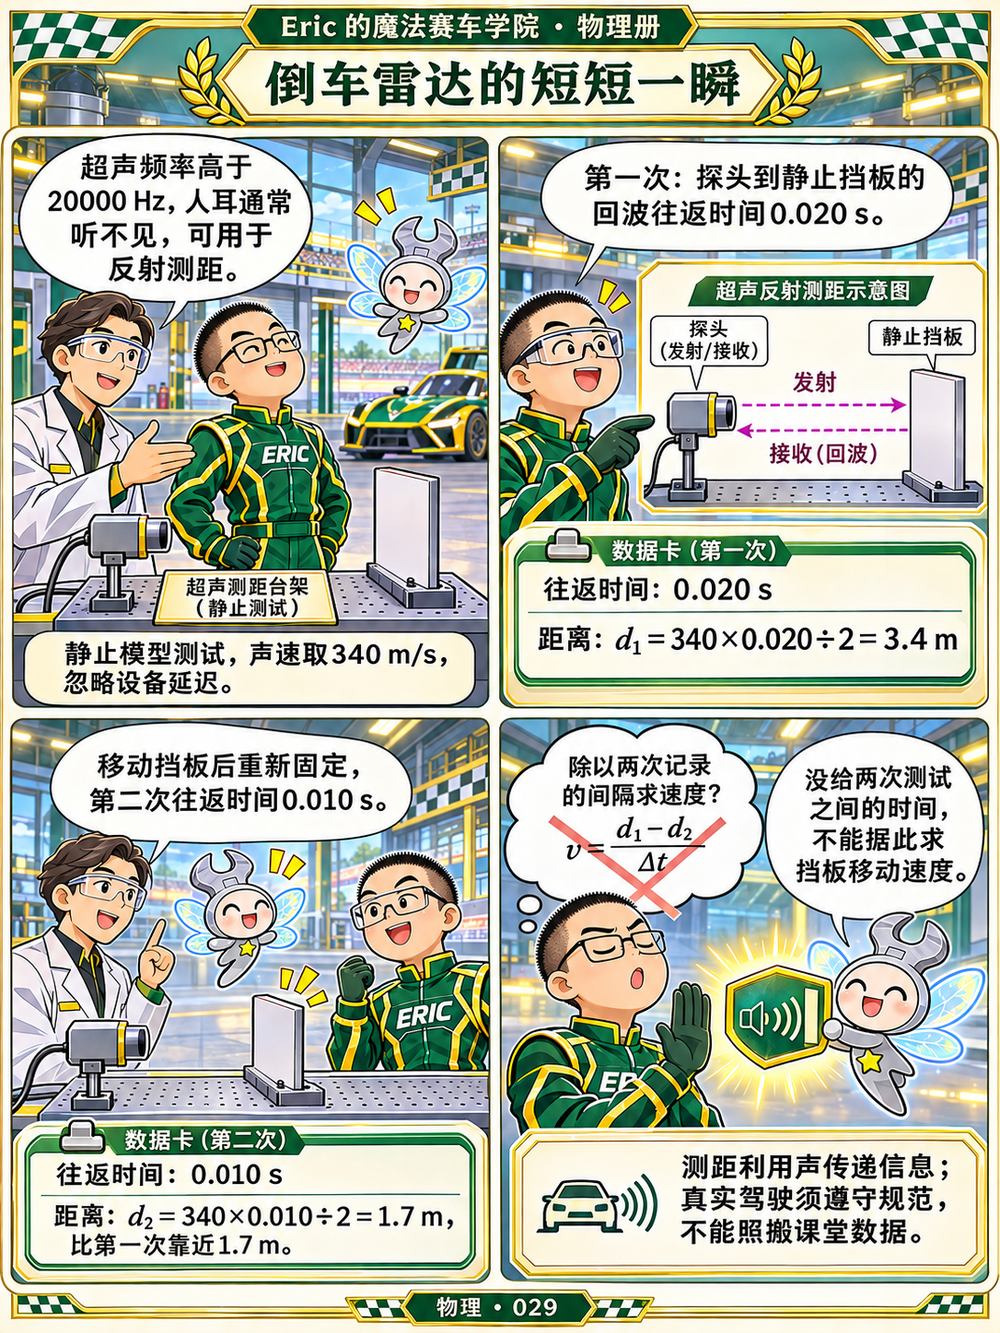 Eric 的魔法赛车学院 · 物理册
倒车雷达的短短一瞬
超声频率高于
20000 Hz，人耳通常
听不见，可用于
反射测距。
ERIC
超声测距台架
（静止测试）
静止模型测试，声速取340 m/s，
忽略设备延迟。
第一次：探头到静止挡板的
回波往返时间0.020 s。
超声反射测距示意图
探头
（发射/接收）
静止挡板
发射
接收（回波）
数据卡（第一次）
往返时间：0.020 s
距离：d₁＝340×0.020÷2＝3.4 m
移动挡板后重新固定，
第二次往返时间0.010 s。
ERIC
数据卡（第二次）
往返时间：0.010 s
距离：d₂＝340×0.010÷2＝1.7 m，
比第一次靠近1.7 m。
除以两次记录
的间隔求速度？
v = (d₁ − d₂) / Δt
没给两次测试
之间的时间，
不能据此求
挡板移动速度。
ER
测距利用声传递信息；
真实驾驶须遵守规范，
不能照搬课堂数据。
物理 · 029